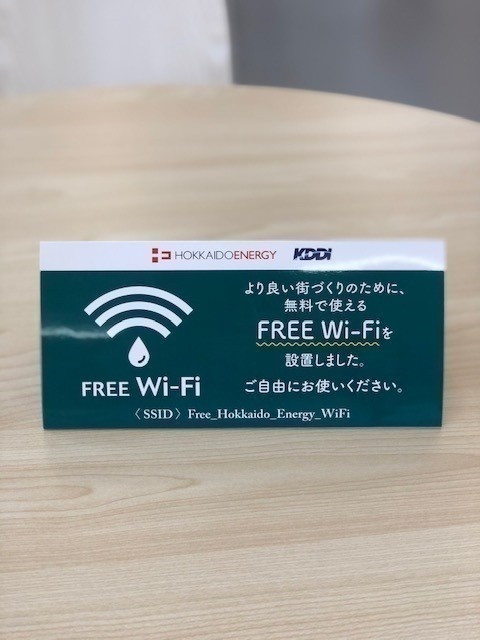 HOKKAIDOENERGY KDDI
より良い街づくりのために、
無料で使える
FREE Wi-Fiを
設置しました。
ご自由にお使いください。
FREE Wi-Fi
〈SSID〉Free_Hokkaido_Energy_WiFi